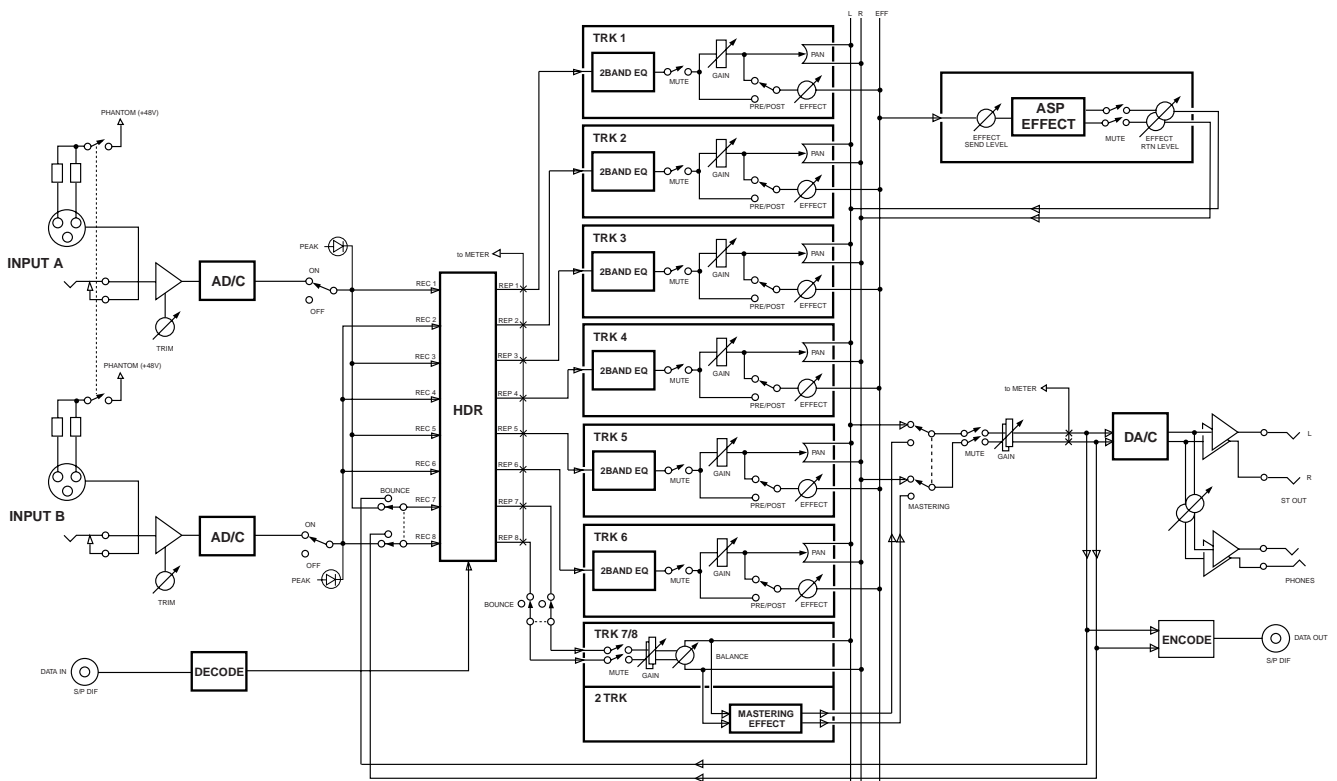 L R EFF
TRK 1
2BAND EQ
MUTE
GAIN
PAN
PRE/POST
EFFECT
TRK 2
2BAND EQ
MUTE
GAIN
PAN
PRE/POST
EFFECT
TRK 3
2BAND EQ
MUTE
GAIN
PAN
PRE/POST
EFFECT
TRK 4
2BAND EQ
MUTE
GAIN
PAN
PRE/POST
EFFECT
TRK 5
2BAND EQ
MUTE
GAIN
PAN
PRE/POST
EFFECT
TRK 6
2BAND EQ
MUTE
GAIN
PAN
PRE/POST
EFFECT
TRK 7/8
MUTE
GAIN
BALANCE
2 TRK
MASTERING
EFFECT
EFFECT
SEND LEVEL
ASP
EFFECT
MUTE
EFFECT
RTN LEVEL
PHANTOM (+48V)
INPUT A
AD/C
TRIM
ON
OFF
PEAK
PHANTOM (+48V)
INPUT B
AD/C
TRIM
ON
OFF
PEAK
BOUNCE
DATA IN
S/P DIF
DECODE
to METER
HDR
REC 1
REC 2
REC 3
REC 4
REC 5
REC 6
REC 7
REC 8
REP 1
REP 2
REP 3
REP 4
REP 5
REP 6
REP 7
REP 8
BOUNCE
to METER
MUTE
GAIN
MASTERING
DA/C
L
R
ST OUT
PHONES
ENCODE
DATA OUT
S/P DIF